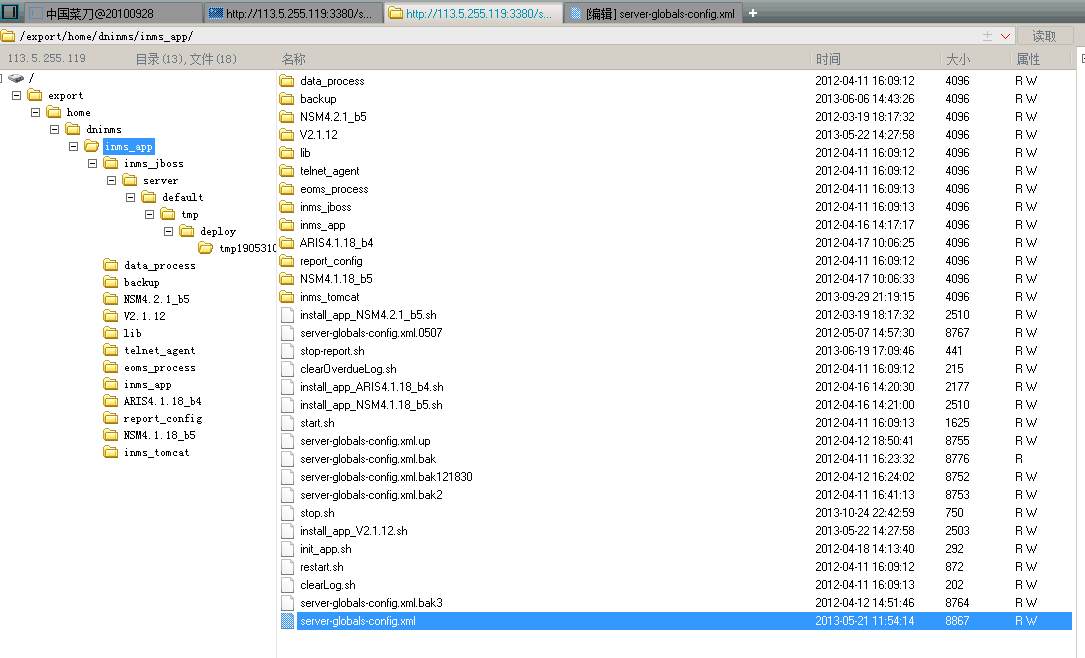 中国菜刀@20100928 http://113.5.255.119:3380/s... http://113.5.255.119:3380/s... [编辑] server-globals-config.xml +
/export/home/dninms/inms_app/ 读取
113.5.255.119 目录(13),文件(18) 名称 时间 大小 属性
/
export
home
dninms
inms_app
inms_jboss
server
default
tmp
deploy
tmp1905310
data_process
backup
NSM4.2.1_b5
V2.1.12
lib
telnet_agent
eoms_process
inms_app
ARIS4.1.18_b4
report_config
NSM4.1.18_b5
inms_tomcat
data_process 2012-04-11 16:09:12 4096 R W
backup 2013-06-06 14:43:26 4096 R W
NSM4.2.1_b5 2012-03-19 18:17:32 4096 R W
V2.1.12 2013-05-22 14:27:58 4096 R W
lib 2012-04-11 16:09:12 4096 R W
telnet_agent 2012-04-11 16:09:12 4096 R W
eoms_process 2012-04-11 16:09:13 4096 R W
inms_jboss 2012-04-11 16:09:13 4096 R W
inms_app 2012-04-16 14:17:17 4096 R W
ARIS4.1.18_b4 2012-04-17 10:06:25 4096 R W
report_config 2012-04-11 16:09:12 4096 R W
NSM4.1.18_b5 2012-04-17 10:06:33 4096 R W
inms_tomcat 2013-09-29 21:19:15 4096 R W
install_app_NSM4.2.1_b5.sh 2012-03-19 18:17:32 2510 R W
server-globals-config.xml.0507 2012-05-07 14:57:30 8767 R W
stop-report.sh 2013-06-19 17:09:46 441 R W
clearOverdueLog.sh 2012-04-11 16:09:12 215 R W
install_app_ARIS4.1.18_b4.sh 2012-04-16 14:20:30 2177 R W
install_app_NSM4.1.18_b5.sh 2012-04-16 14:21:00 2510 R W
start.sh 2012-04-11 16:09:13 1625 R W
server-globals-config.xml.up 2012-04-12 18:50:41 8755 R W
server-globals-config.xml.bak 2012-04-11 16:23:32 8776 R
server-globals-config.xml.bak121830 2012-04-12 16:24:02 8752 R W
server-globals-config.xml.bak2 2012-04-11 16:41:13 8753 R W
stop.sh 2013-10-24 22:42:59 750 R W
install_app_V2.1.12.sh 2013-05-22 14:27:58 2503 R W
init_app.sh 2012-04-18 14:13:40 292 R W
restart.sh 2012-04-11 16:09:12 872 R W
clearLog.sh 2012-04-11 16:09:13 202 R W
server-globals-config.xml.bak3 2012-04-12 14:51:46 8764 R W
server-globals-config.xml 2013-05-21 11:54:14 8867 R W